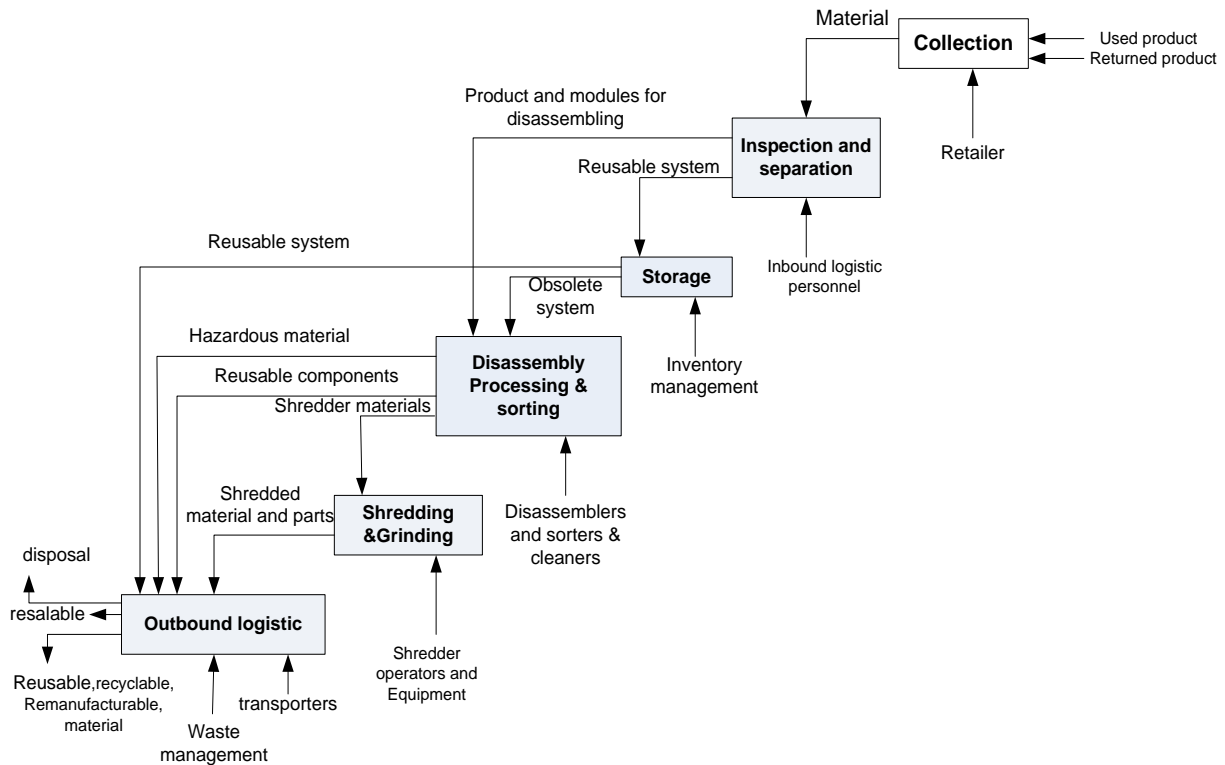 Material
Collection
Used product
Returned product
Retailer
Product and modules for
disassembling
Inspection and
separation
Reusable system
Inbound logistic
personnel
Reusable system
Storage
Obsolete
system
Inventory
management
Hazardous material
Reusable components
Shredder materials
Disassembly
Processing &
sorting
Disassemblers
and sorters &
cleaners
Shredded
material and parts
Shredding
&Grinding
Shredder
operators and
Equipment
disposal
resalable
Outbound logistic
Reusable,recyclable,
Remanufacturable,
material
Waste
management
transporters